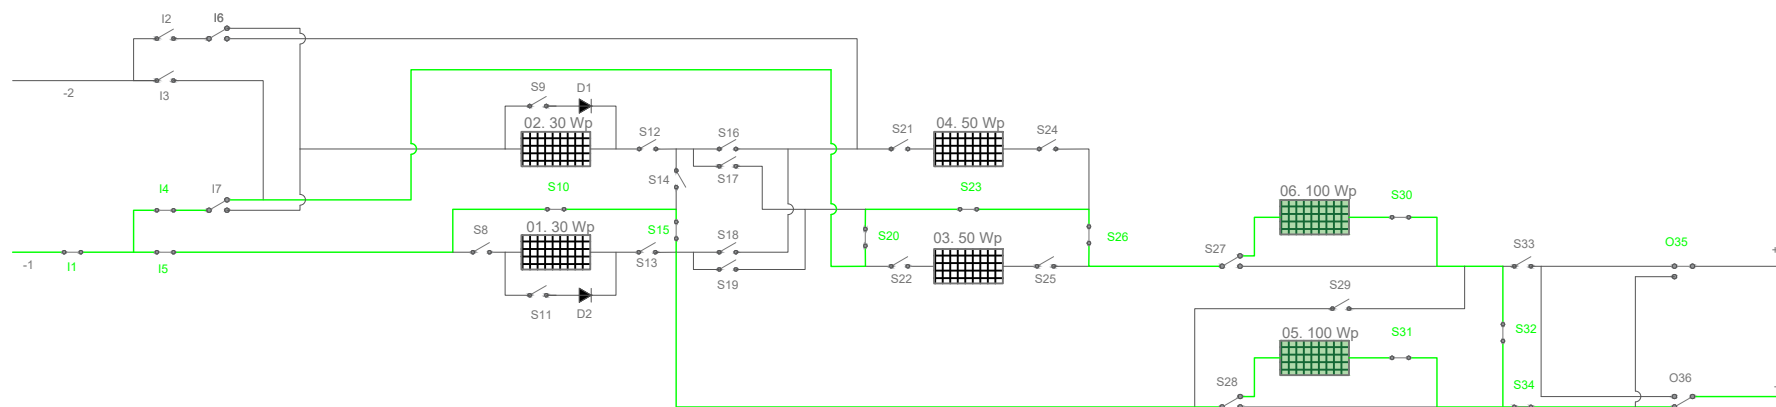 I2
I6
-2
I3
S9
D1
02. 30 Wp
S12
S16
S17
S14
S21
04. 50 Wp
S24
I4
I7
S10
S23
06. 100 Wp
S30
-1
I1
I5
S8
01. 30 Wp
S15
S13
S18
S19
S20
03. 50 Wp
S26
S22
S25
S27
S33
O35
+
S11
D2
S29
05. 100 Wp
S31
S32
S28
S34
O36